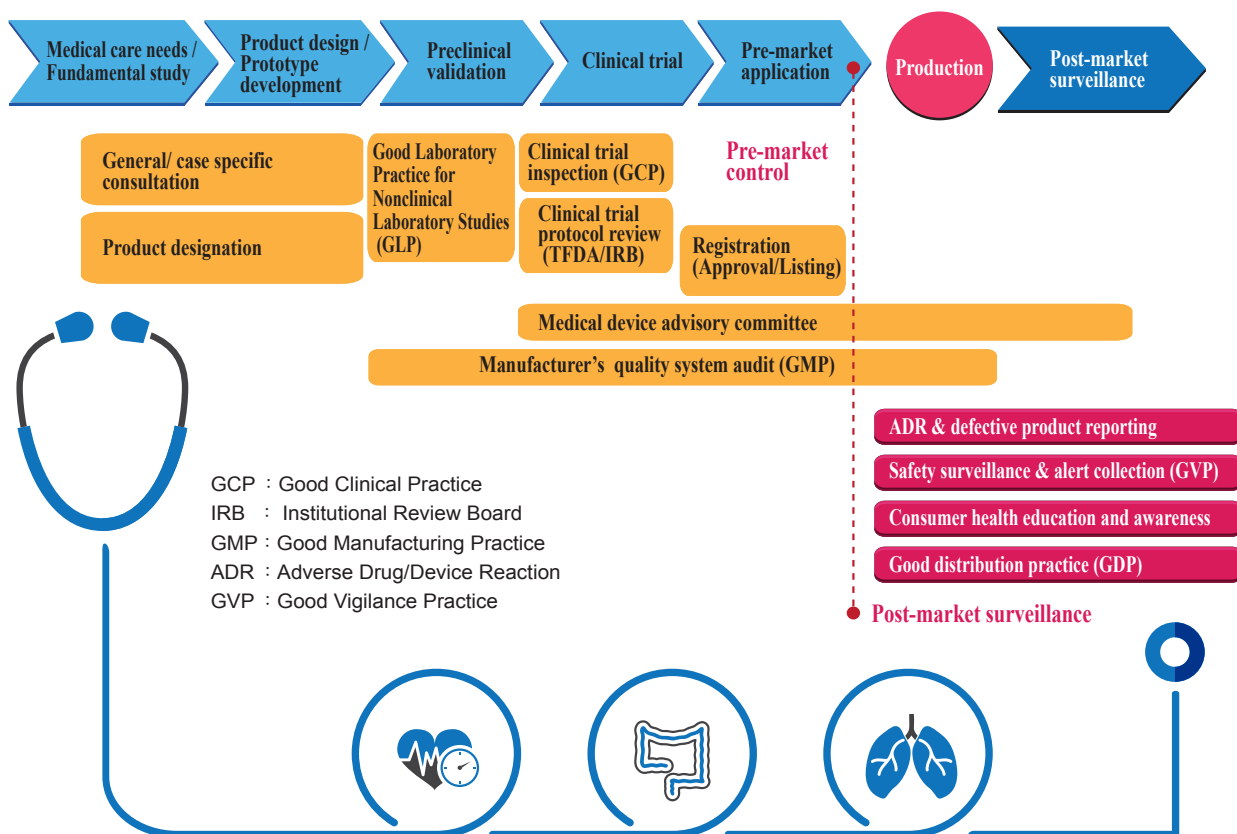 Medical care needs /
Fundamental study
Product design /
Prototype
development
Preclinical
validation
Clinical trial
Pre-market
application
Production
Post-market
surveillance
General/ case specific
consultation
Product designation
Good Laboratory
Practice for
Nonclinical
Laboratory Studies
(GLP)
Clinical trial
inspection (GCP)
Clinical trial
protocol review
(TFDA/IRB)
Pre-market
control
Registration
(Approval/Listing)
Medical device advisory committee
Manufacturer’s quality system audit (GMP)
ADR & defective product reporting
Safety surveillance & alert collection (GVP)
Consumer health education and awareness
Good distribution practice (GDP)
Post-market surveillance
GCP：Good Clinical Practice
IRB ：Institutional Review Board
GMP：Good Manufacturing Practice
ADR：Adverse Drug/Device Reaction
GVP：Good Vigilance Practice